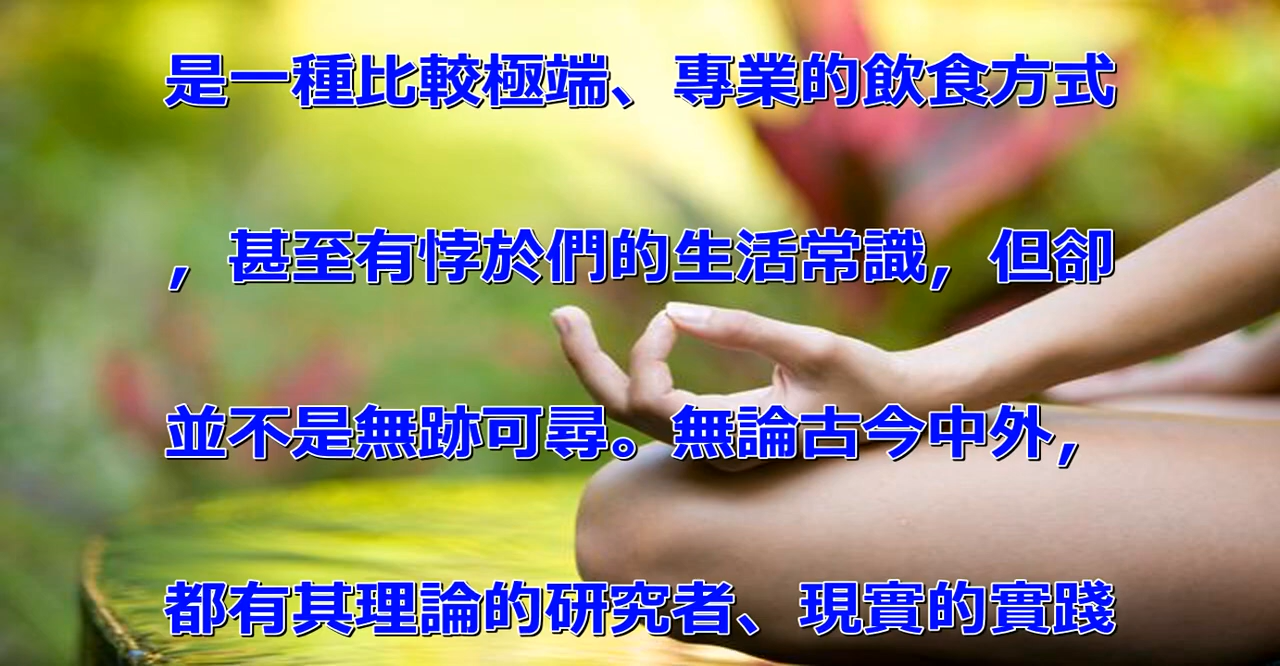 是一種比較極端、專業的飲食方式
，甚至有悖於們的生活常識，但卻
並不是無跡可尋。無論古今中外，
都有其理論的研究者、現實的實踐